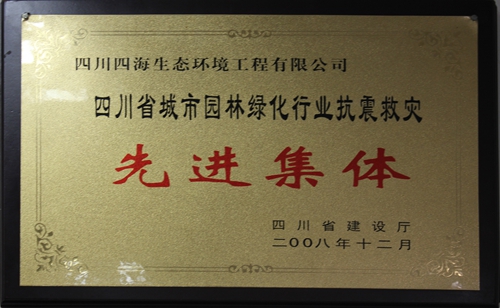 四川四海生态环境工程有限公司
四川省城市园林绿化行业抗震救灾
先进集体
四川省建设厅
二〇〇八年十二月